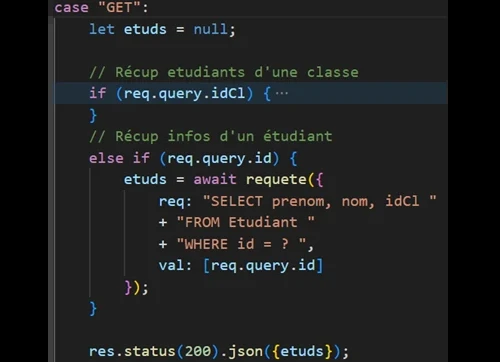 case "GET":
let etuds = null;
// Récup etudiants d'une classe
if (req.query.idCl) {···
}
// Récup infos d'un étudiant
else if (req.query.id) {
etuds = await requete({
req: "SELECT prenom, nom, idCl "
+ "FROM Etudiant "
+ "WHERE id = ? ",
val: [req.query.id]
});
}
res.status(200).json({etuds});